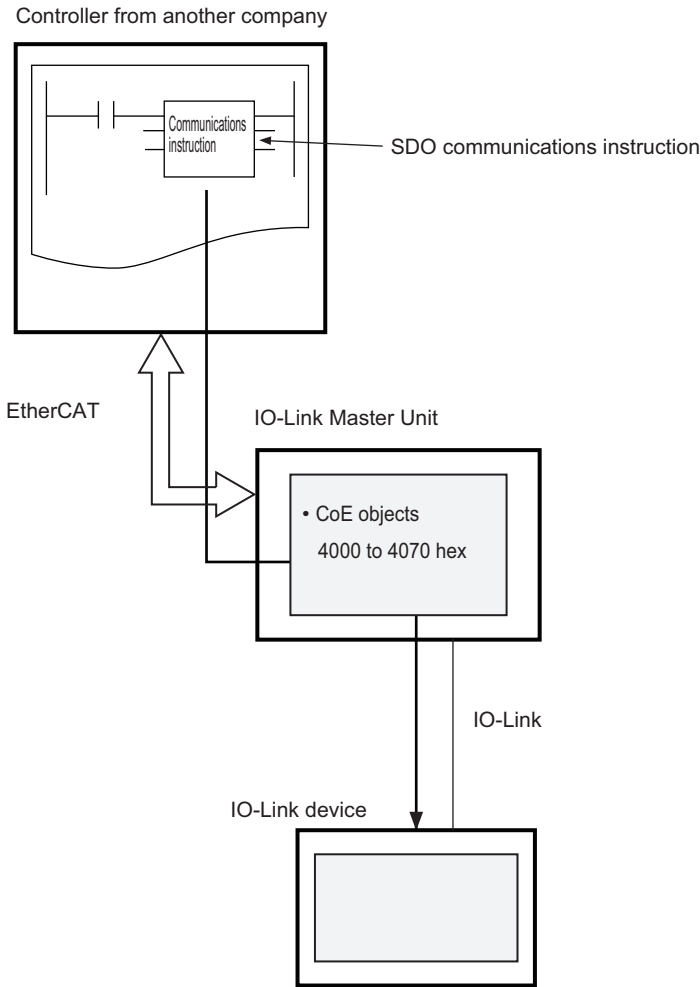 Controller from another company
Communications
instruction
SDO communications instruction
EtherCAT
IO-Link Master Unit
• CoE objects
4000 to 4070 hex
IO-Link
IO-Link device